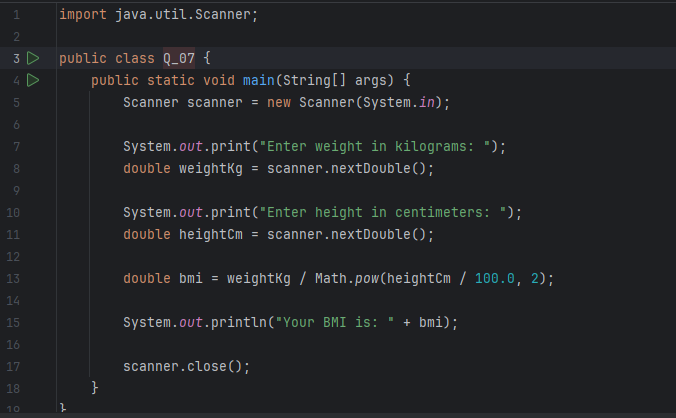 1 import java.util.Scanner;
2
3 public class Q_07 {
4 public static void main(String[] args) {
5 Scanner scanner = new Scanner(System.in);
6
7 System.out.print("Enter weight in kilograms: ");
8 double weightKg = scanner.nextDouble();
9
10 System.out.print("Enter height in centimeters: ");
11 double heightCm = scanner.nextDouble();
12
13 double bmi = weightKg / Math.pow(heightCm / 100.0, 2);
14
15 System.out.println("Your BMI is: " + bmi);
16
17 scanner.close();
18 }
19 }